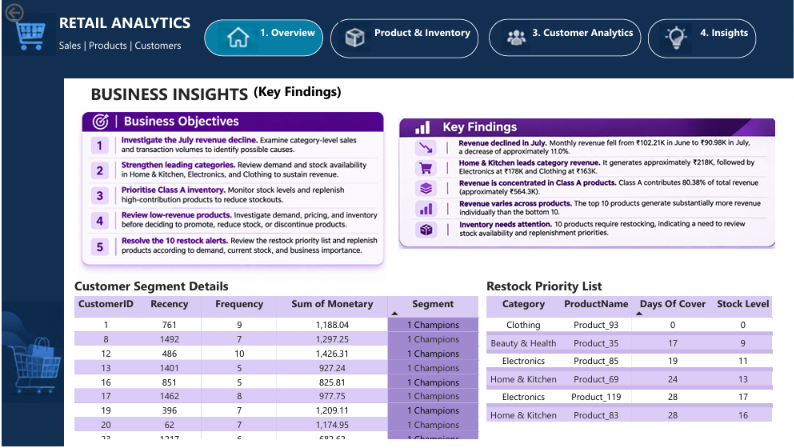 RETAIL ANALYTICS
Sales | Products | Customers
1. Overview
Product & Inventory
3. Customer Analytics
4. Insights
BUSINESS INSIGHTS (Key Findings)
Business Objectives
1 Investigate the July revenue decline. Examine category-level sales
and transaction volumes to identify possible causes.
2 Strengthen leading categories. Review demand and stock availability
in Home & Kitchen, Electronics, and Clothing to sustain revenue.
3 Prioritise Class A inventory. Monitor stock levels and replenish
high-contribution products to reduce stockouts.
4 Review low-revenue products. Investigate demand, pricing, and inventory
before deciding to promote, reduce stock, or discontinue products.
5 Resolve the 10 restock alerts. Review the restock priority list and replenish
products according to demand, current stock, and business importance.
Key Findings
Revenue declined in July. Monthly revenue fell from ₹102.21K in June to ₹90.98K in July,
a decrease of approximately 11.0%.
Home & Kitchen leads category revenue. It generates approximately ₹218K, followed by
Electronics at ₹178K and Clothing at ₹163K.
Revenue is concentrated in Class A products. Class A contributes 80.38% of total revenue
(approximately ₹564.3K).
Revenue varies across products. The top 10 products generate substantially more revenue
individually than the bottom 10.
Inventory needs attention. 10 products require restocking, indicating a need to review
stock availability and replenishment priorities.
Customer Segment Details
CustomerID Recency Frequency Sum of Monetary Segment
1 761 9 1,188.04 1 Champions
8 1492 7 1,297.25 1 Champions
12 486 10 1,426.31 1 Champions
13 1401 5 927.24 1 Champions
16 851 5 825.81 1 Champions
17 1462 8 977.75 1 Champions
19 396 7 1,209.11 1 Champions
20 62 7 1,174.95 1 Champions
Restock Priority List
Category ProductName Days Of Cover Stock Level
Clothing Product_93 0 0
Beauty & Health Product_35 17 9
Electronics Product_85 19 11
Home & Kitchen Product_69 24 13
Electronics Product_119 28 17
Home & Kitchen Product_83 28 16